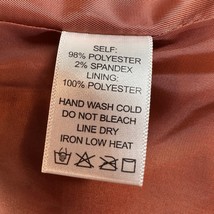 SELF:
98% POLYESTER
2% SPANDEX
LINING:
100% POLYESTER
HAND WASH COLD
DO NOT BLEACH
LINE DRY
IRON LOW HEAT